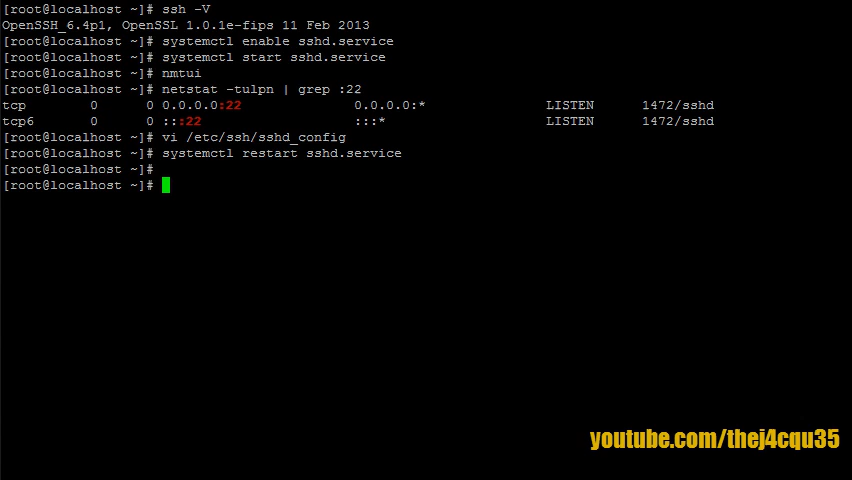 [root@localhost ~]# ssh -V
OpenSSH_6.4p1, OpenSSL 1.0.1e-fips 11 Feb 2013
[root@localhost ~]# systemctl enable sshd.service
[root@localhost ~]# systemctl start sshd.service
[root@localhost ~]# nmtui
[root@localhost ~]# netstat -tulpn | grep :22
tcp        0      0 0.0.0.0:22              0.0.0.0:*               LISTEN      1472/sshd
tcp6       0      0 :::22                   :::*                    LISTEN      1472/sshd
[root@localhost ~]# vi /etc/ssh/sshd_config
[root@localhost ~]# systemctl restart sshd.service
[root@localhost ~]#
[root@localhost ~]#
youtube.com/thej4cqu35